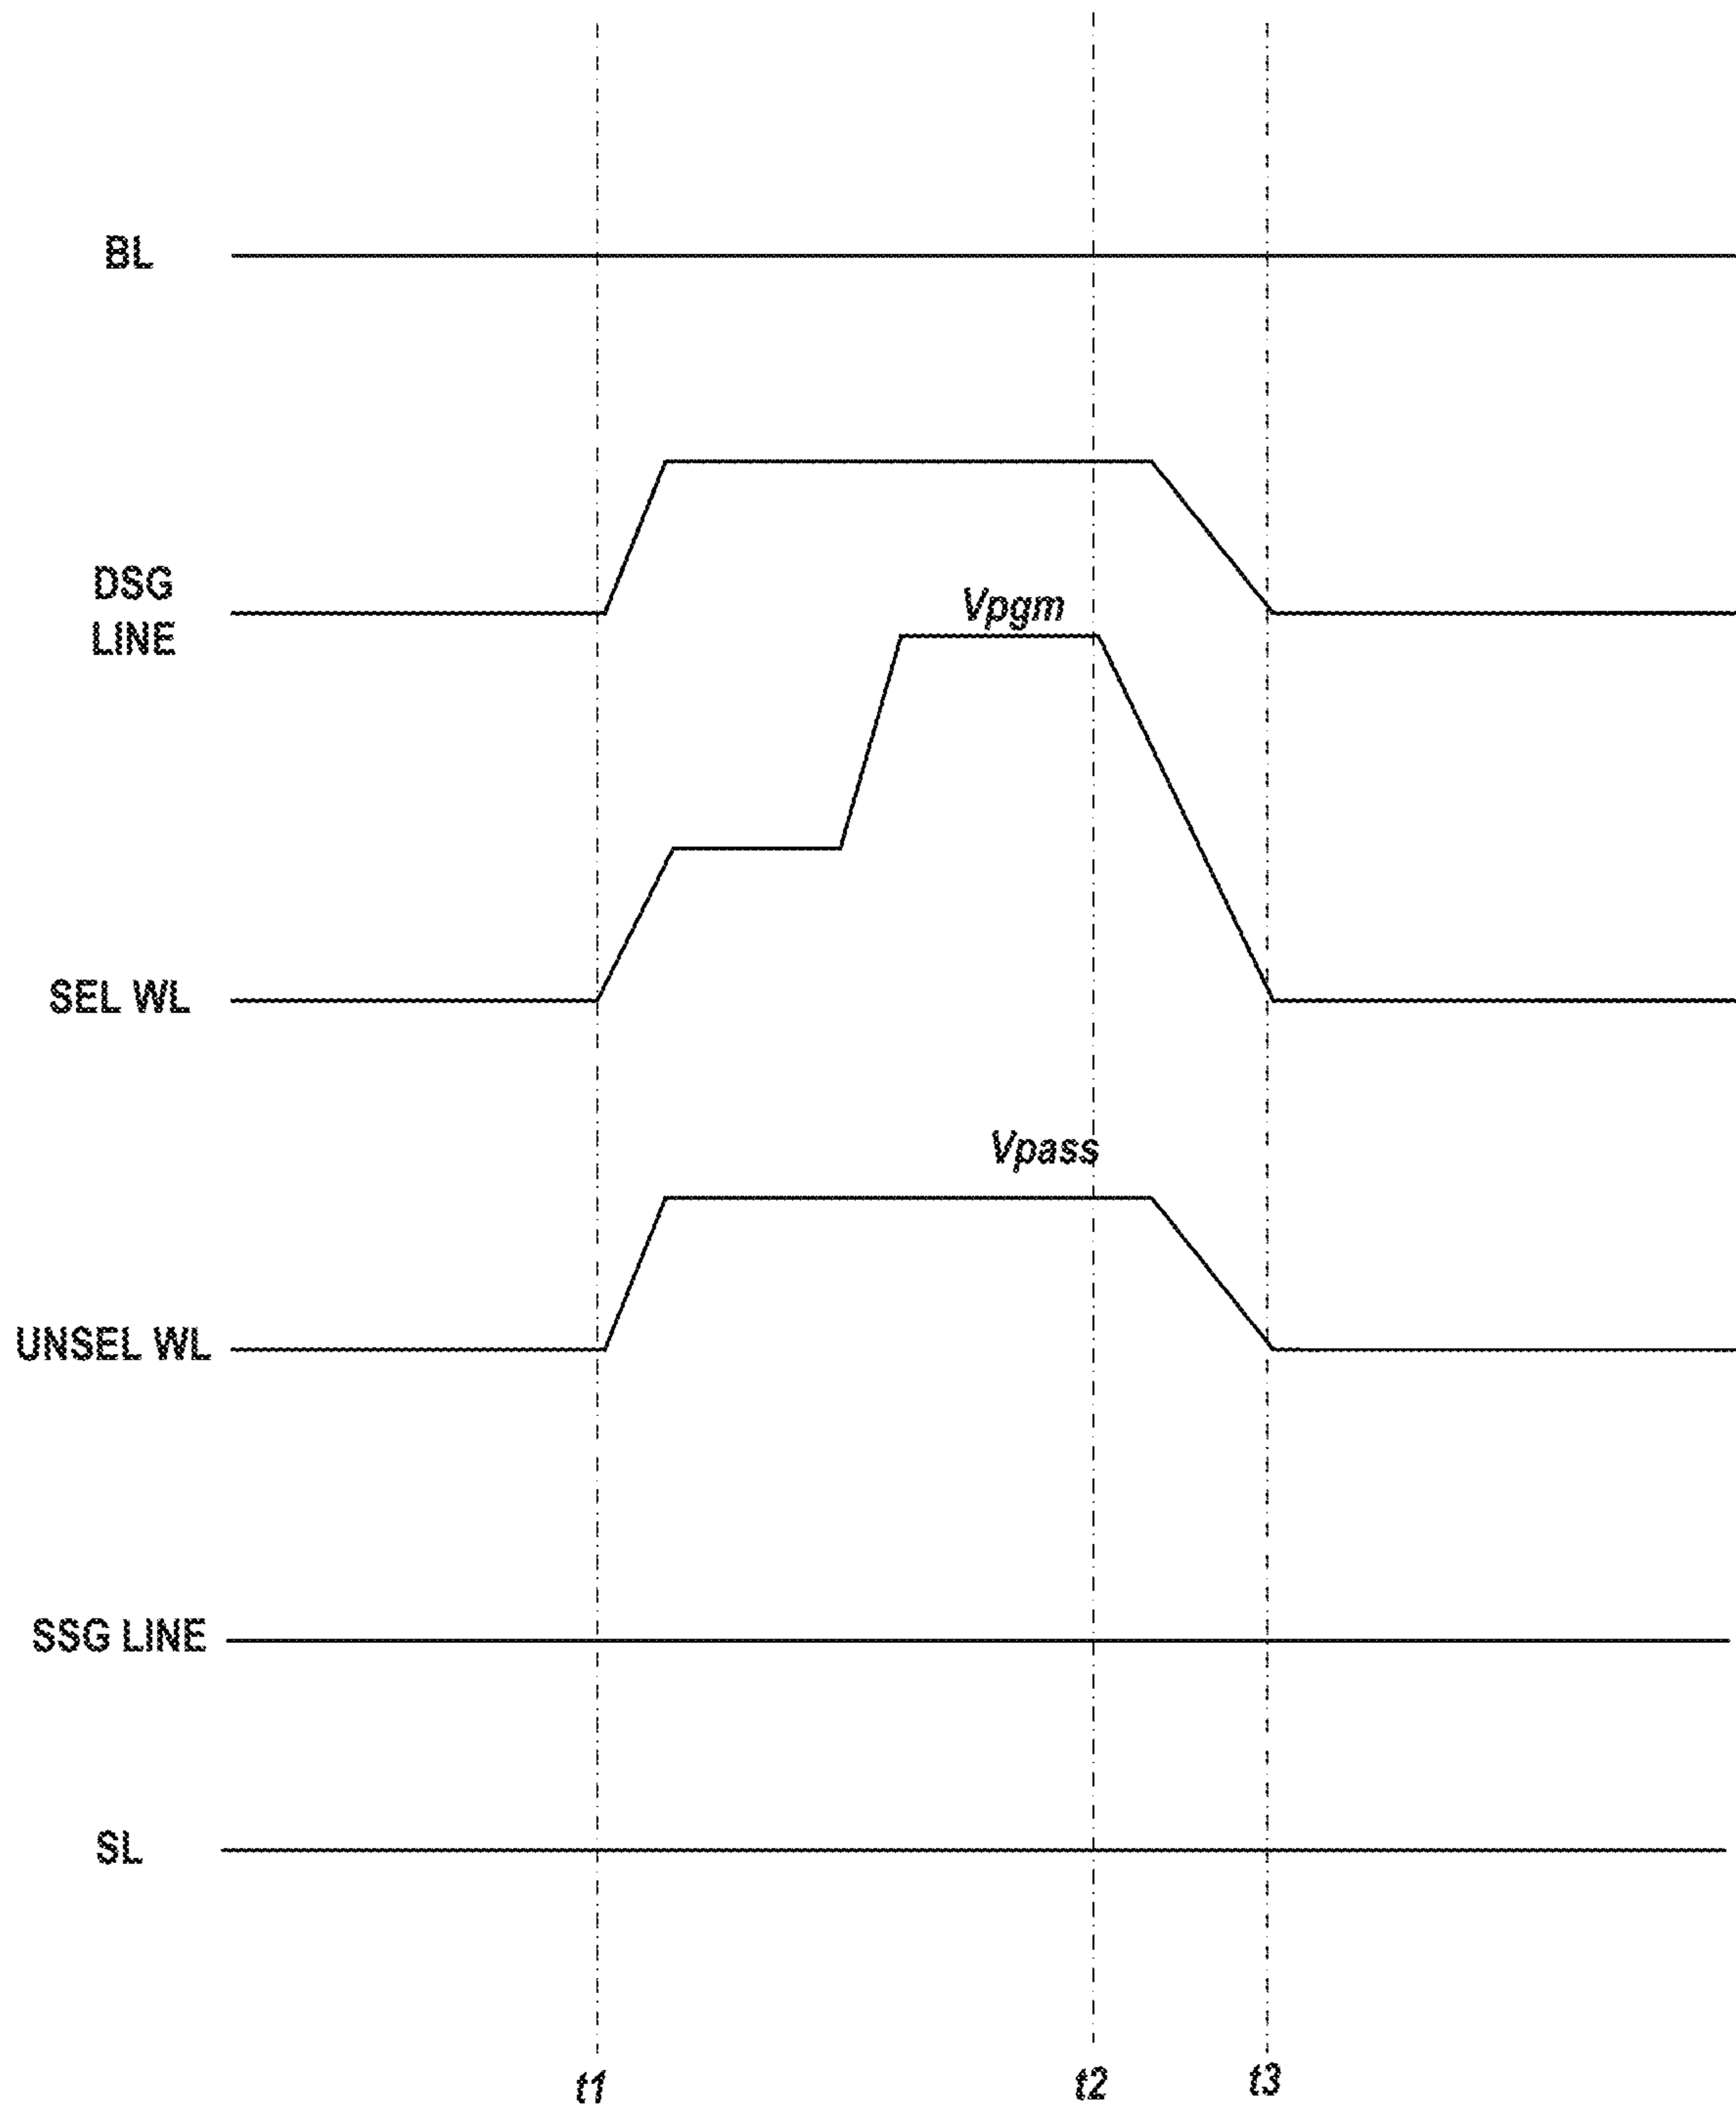 BL
DSG
LINE
Vpgm
SEL WL
Vpass
UNSEL WL
SSG LINE
SL
t1
t2
t3